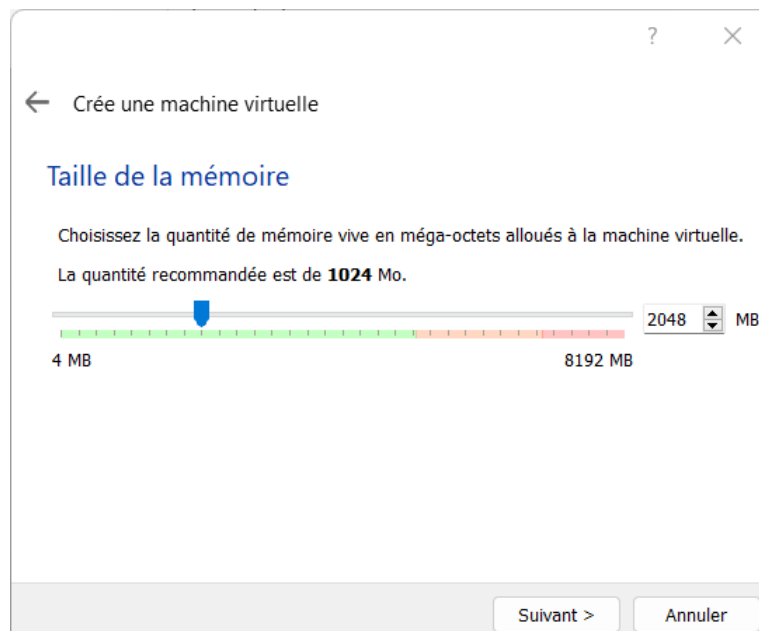 ?
Crée une machine virtuelle
Taille de la mémoire
Choisissez la quantité de mémoire vive en méga-octets alloués à la machine virtuelle.
La quantité recommandée est de 1024 Mo.
2048 MB
4 MB 8192 MB
Suivant > Annuler